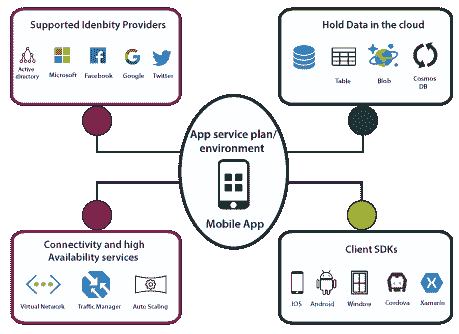 Supported Idenbity Providers
Active
directory
Microsoft
Facebook
Google
Twitter
Hold Data in the cloud
Table
Blob
Cosmos
DB
App service plan/
environment
Mobile App
Connectivity and high
Availability services
Virtual Network
Traffic Manager
Auto Scaling
Client SDKs
IOS
Android
Window
Cordova
Xamarin